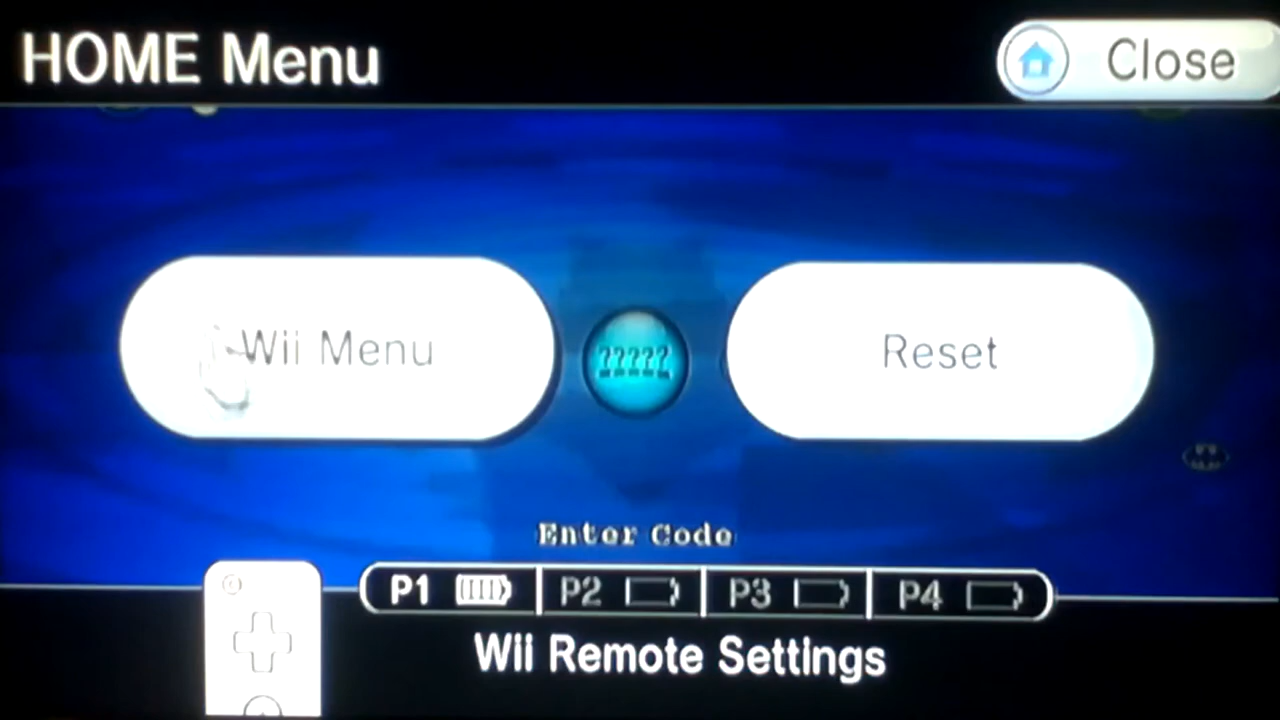 HOME Menu
Close
Wii Menu
?????
Reset
Enter Code
P1 P2 P3 P4
Wii Remote Settings